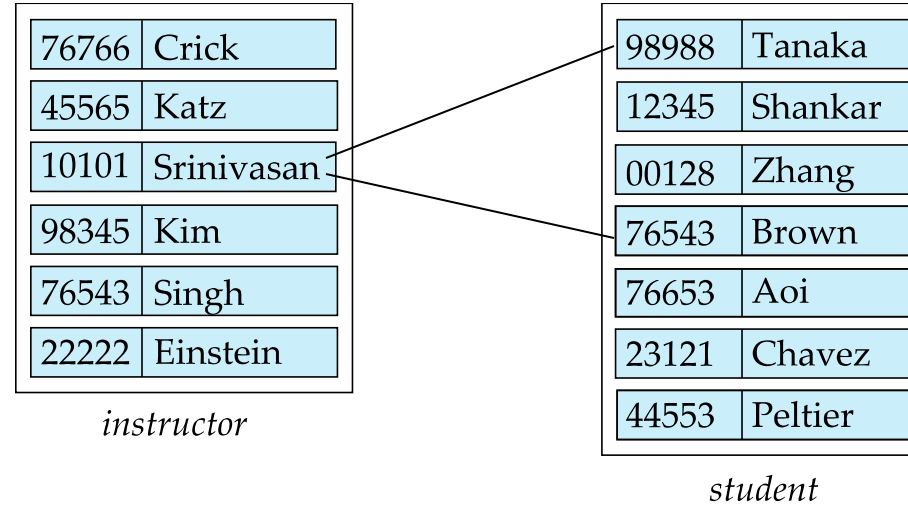 76766 Crick
45565 Katz
10101 Srinivasan
98345 Kim
76543 Singh
22222 Einstein
instructor
98988 Tanaka
12345 Shankar
00128 Zhang
76543 Brown
76653 Aoi
23121 Chavez
44553 Peltier
student